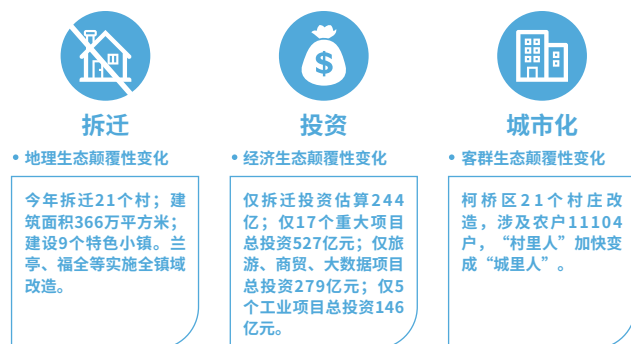 拆迁
• 地理生态颠覆性变化
今年拆迁21个村；建
筑面积366万平方米；
建设9个特色小镇。兰
亭、福全等实施全镇域
改造。
$
投资
• 经济生态颠覆性变化
仅拆迁投资估算244
亿；仅17个重大项目
总投资527亿元；仅旅
游、商贸、大数据项目
总投资279亿元；仅5
个工业项目总投资146
亿元。
城市化
• 客群生态颠覆性变化
柯桥区21个村庄改
造，涉及农户11104
户，“村里人”加快变
成“城里人”。